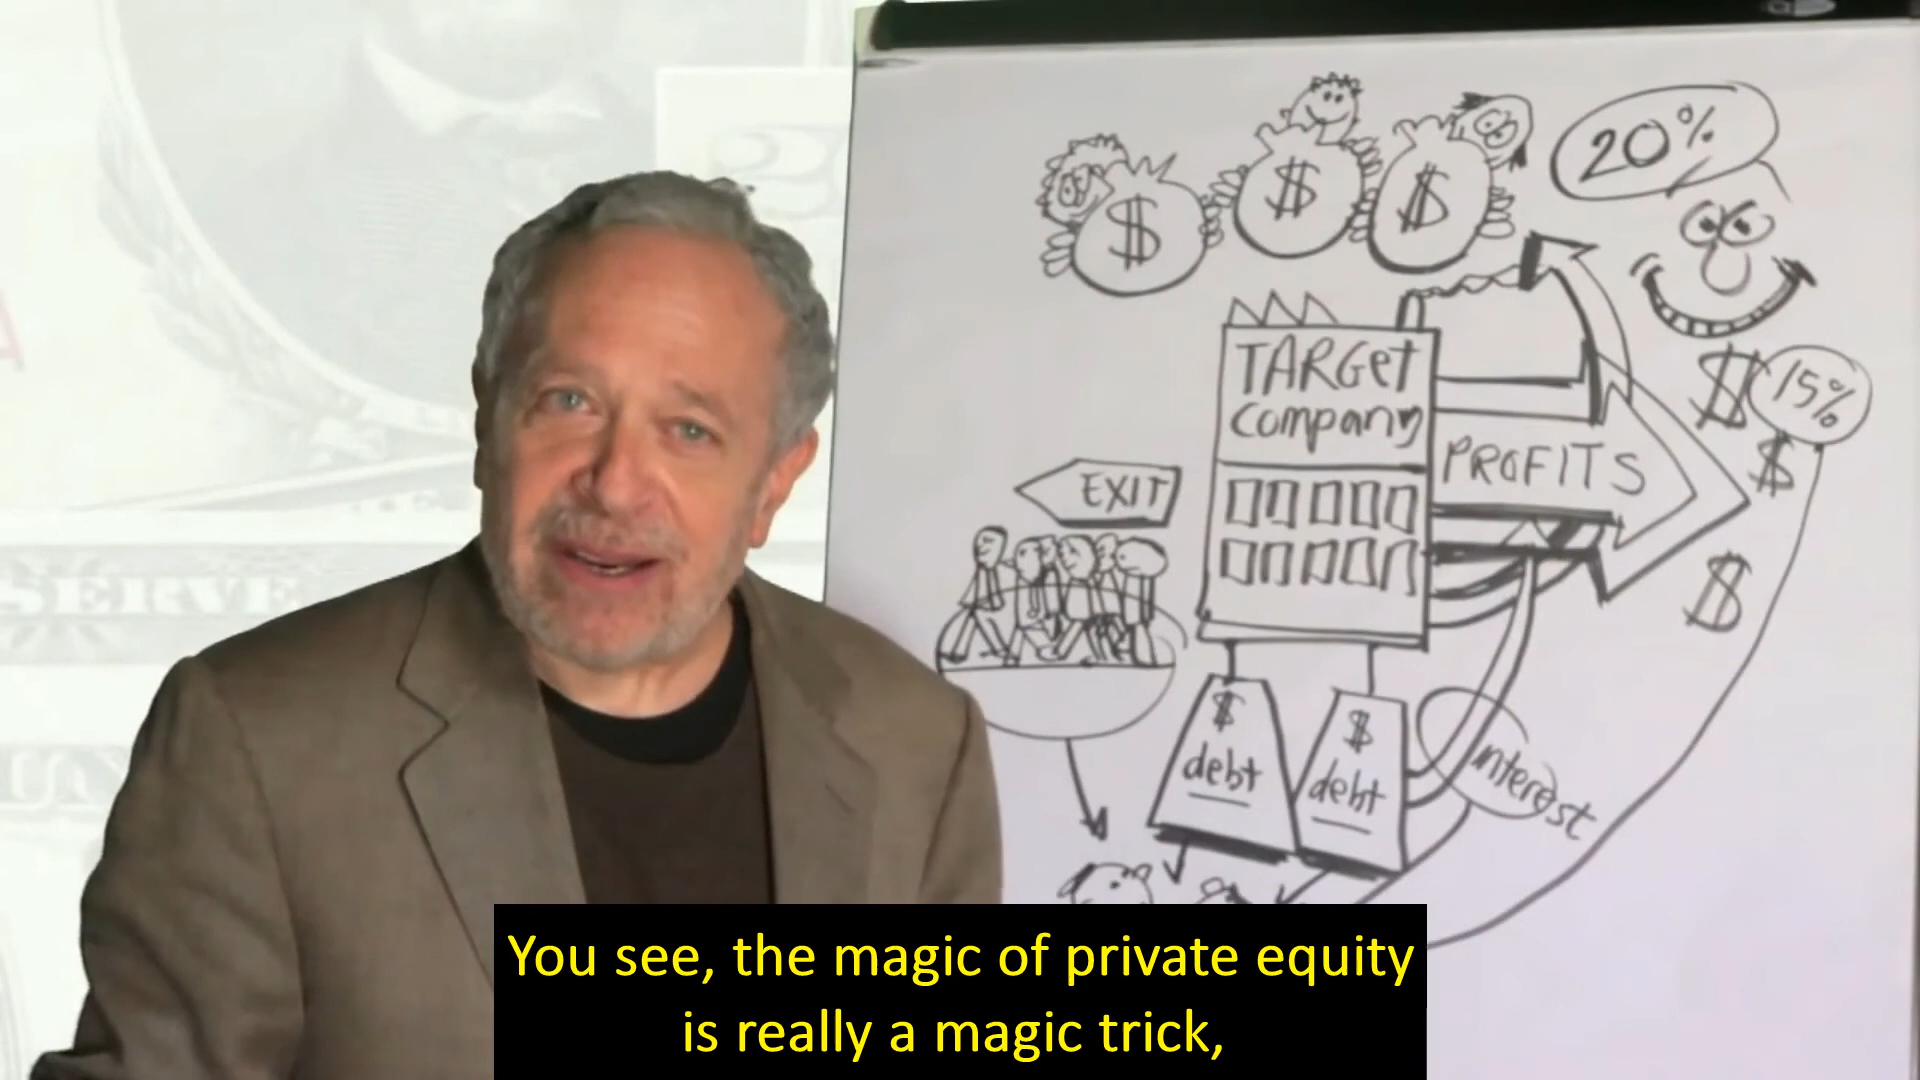 SERVE
20%
$
$
$
TARGET
company
PROFITS
$
15%
$
$
EXIT
$
debt
$
debt
interest
You see, the magic of private equity
is really a magic trick,